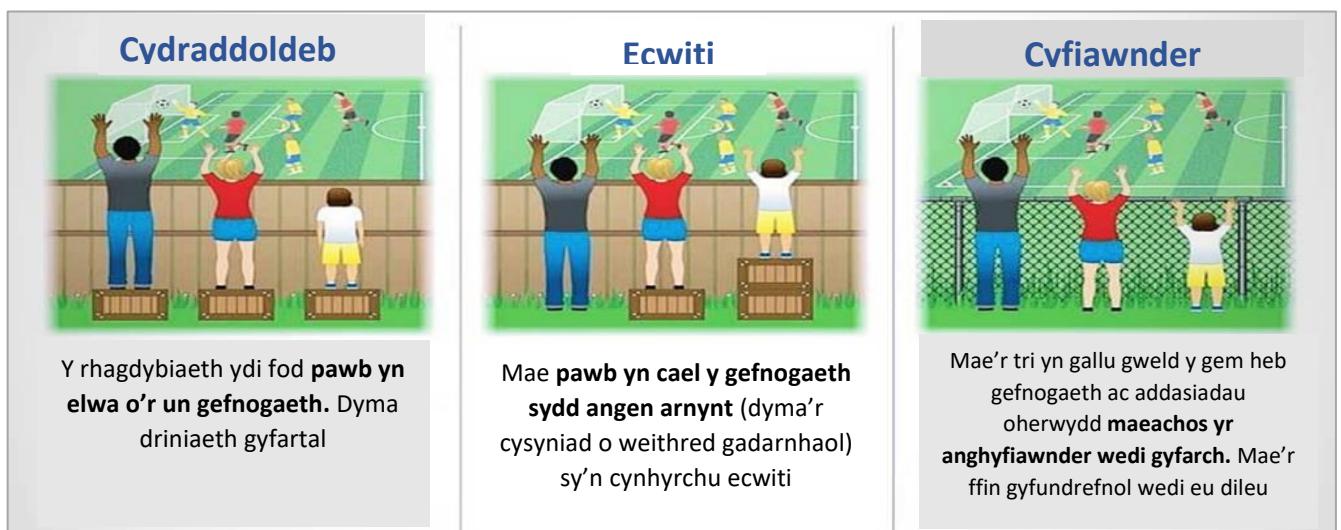 Cydraddoldeb
Y rhagdybiaeth ydi fod pawb yn
elwa o'r un gefnogaeth. Dyma
driniaeth gyfartal
Ecwiti
Mae pawb yn cael y gefnogaeth
sydd angen arnynt (dyma'r
cysyniad o weithred gadarnhaol)
sy'n cynhyrchu ecwiti
Cyfiawnder
Mae'r tri yn gallu gweld y gem heb
gefnogaeth ac addasiadau
oherwydd maeachos yr
anghyfiawnder wedi gyfarch. Mae'r
ffin gyfundrefnol wedi eu dileu